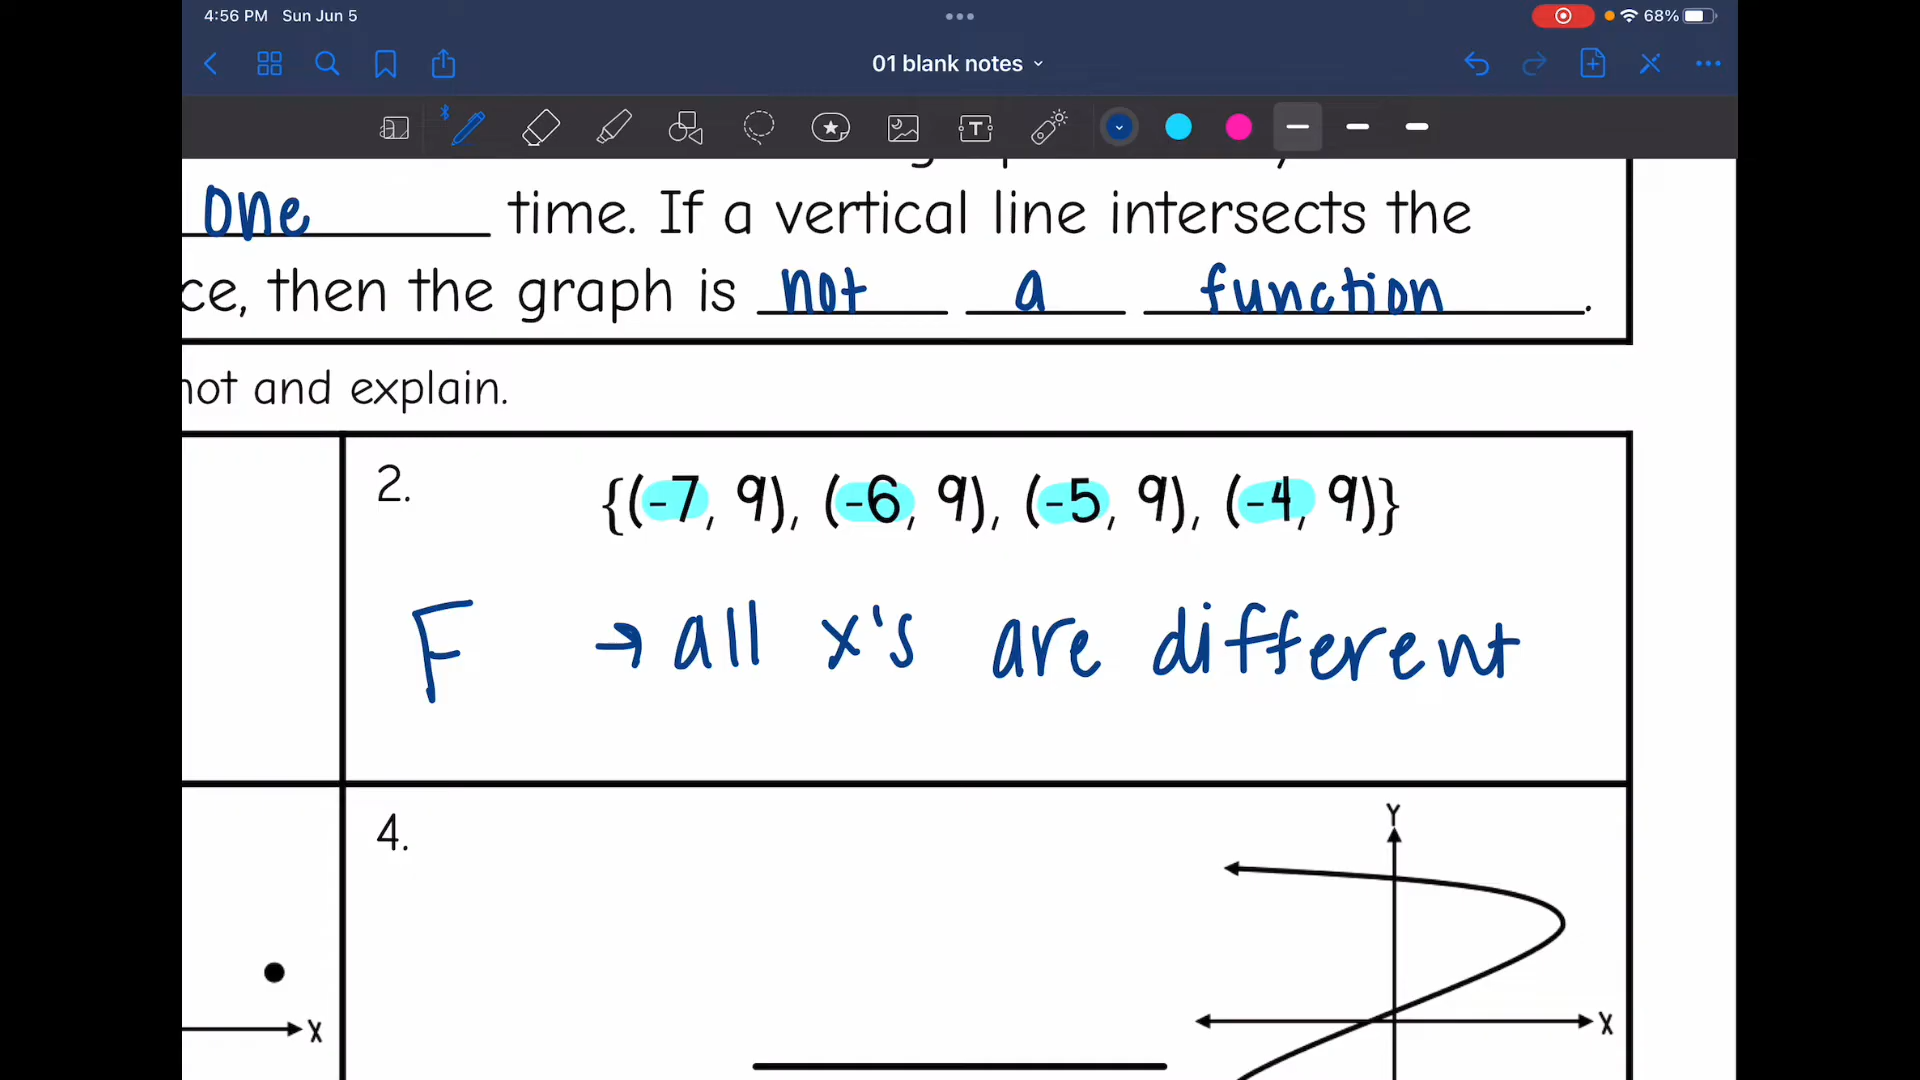 4:56 PM Sun Jun 5
68%
01 blank notes
T
one time. If a vertical line intersects the
ce, then the graph is not a function.
not and explain.
2. {(-7, 9), (-6, 9), (-5, 9), (-4, 9)}
F → all x's are different
4.
Y
X
X